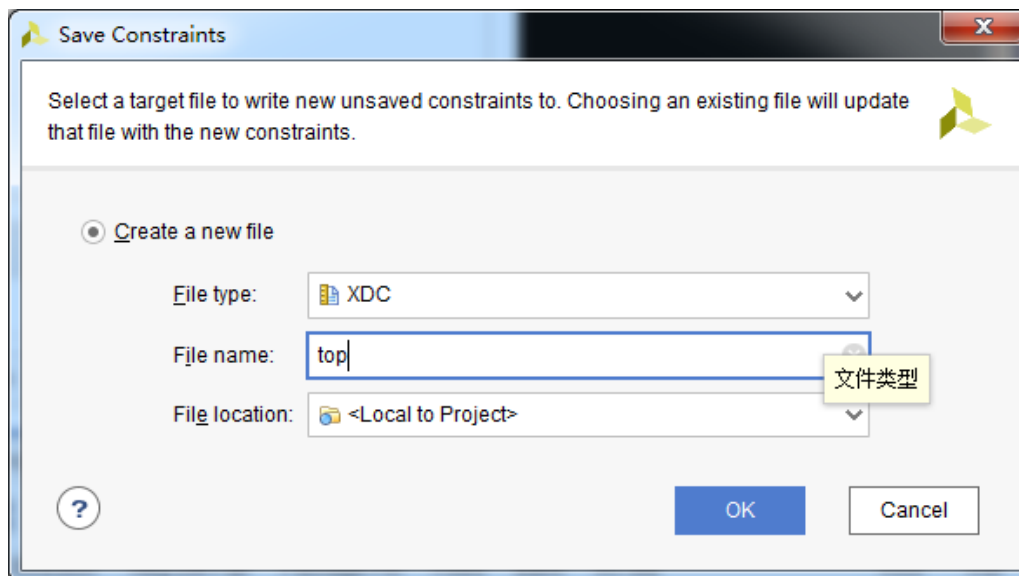 Save Constraints
Select a target file to write new unsaved constraints to. Choosing an existing file will update
that file with the new constraints.
Create a new file
File type: XDC
File name: top
文件类型
File location: <Local to Project>
? OK Cancel